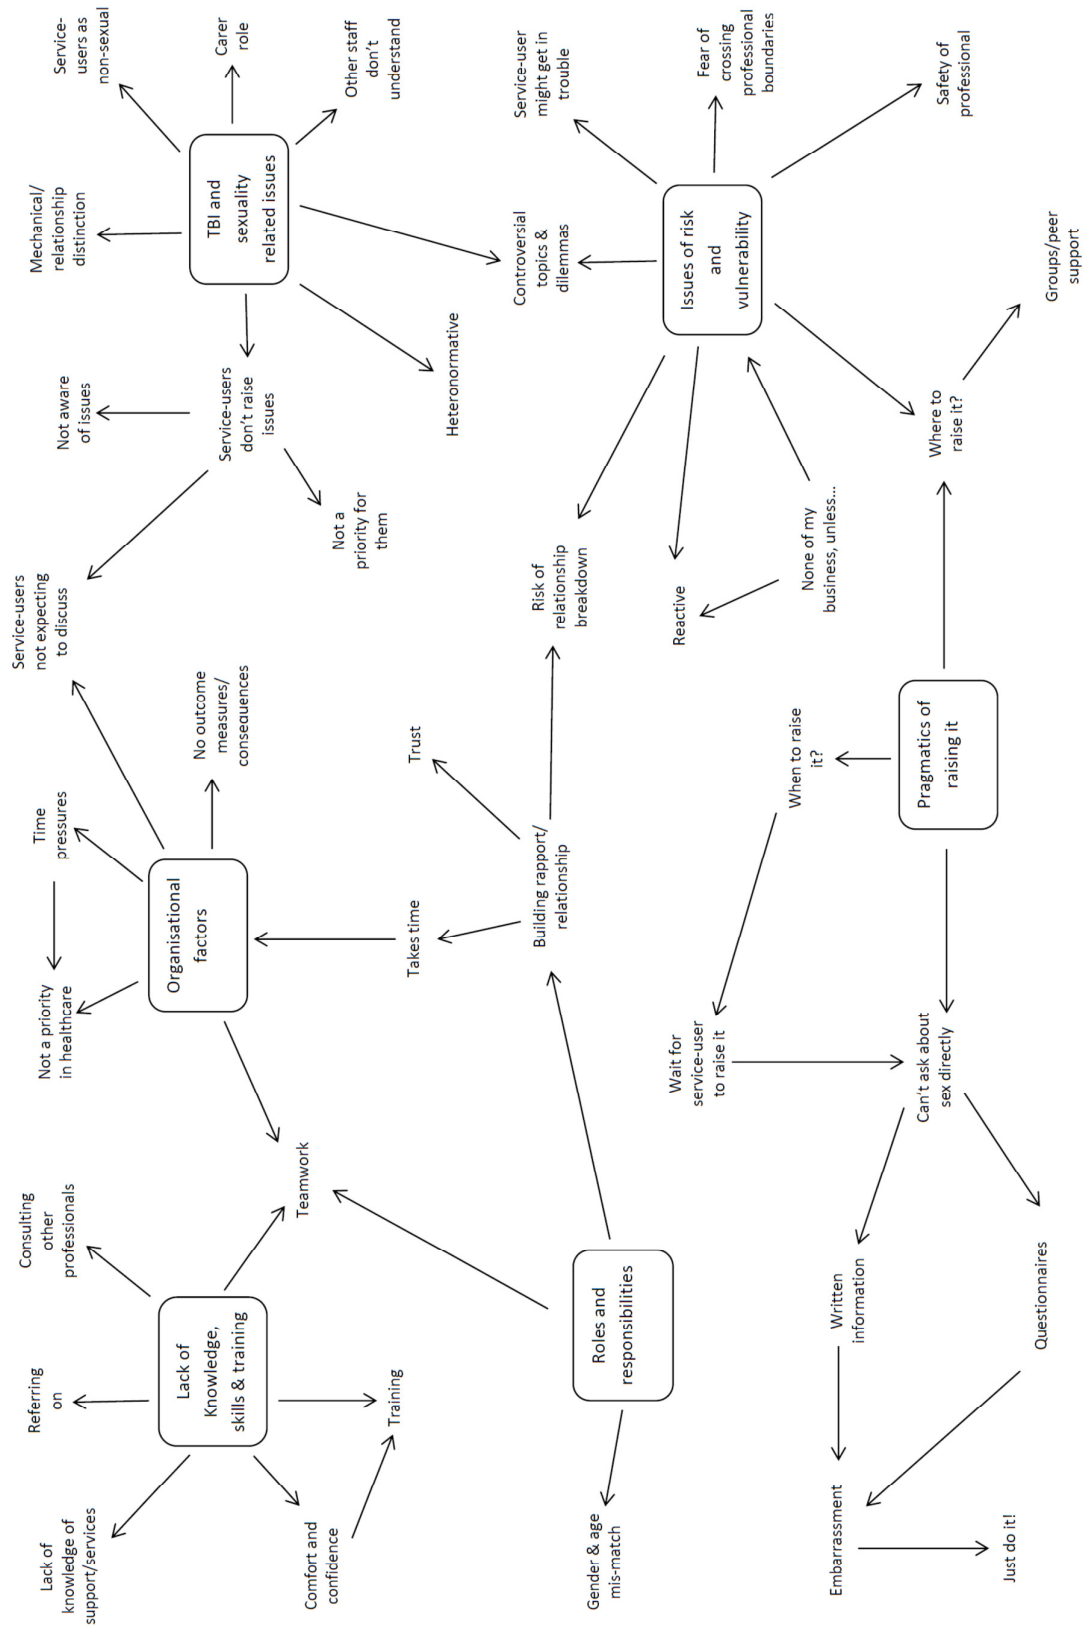 Lack of
knowledge of
support/services
Referring
on
Consulting
other
professionals
Not a priority
in healthcare
Time
pressures
Service-users
not expecting
to discuss
Not aware
of issues
Mechanical/
relationship
distinction
Service-
users as
non-sexual
Carer
role
Other staff
don't
understand
Lack of
Knowledge,
skills & training
Organisational
factors
No outcome
measures/
consequences
Service-users
don't raise
issues
TBI and
sexuality
related issues
Comfort and
confidence
Training
Teamwork
Takes time
Trust
Not a
priority for
them
Heteronormative
Controversial
topics &
dilemmas
Service-user
might get in
trouble
Gender & age
mis-match
Roles and
responsibilities
Building rapport/
relationship
Risk of
relationship
breakdown
Reactive
Issues of risk
and
vulnerability
Fear of
crossing
professional
boundaries
Wait for
service-user
to raise it
When to raise
it?
None of my
business, unless...
Safety of
professional
Embarrassment
Written
information
Can't ask about
sex directly
Pragmatics of
raising it
Where to
raise it?
Groups/peer
support
Just do it!
Questionnaires